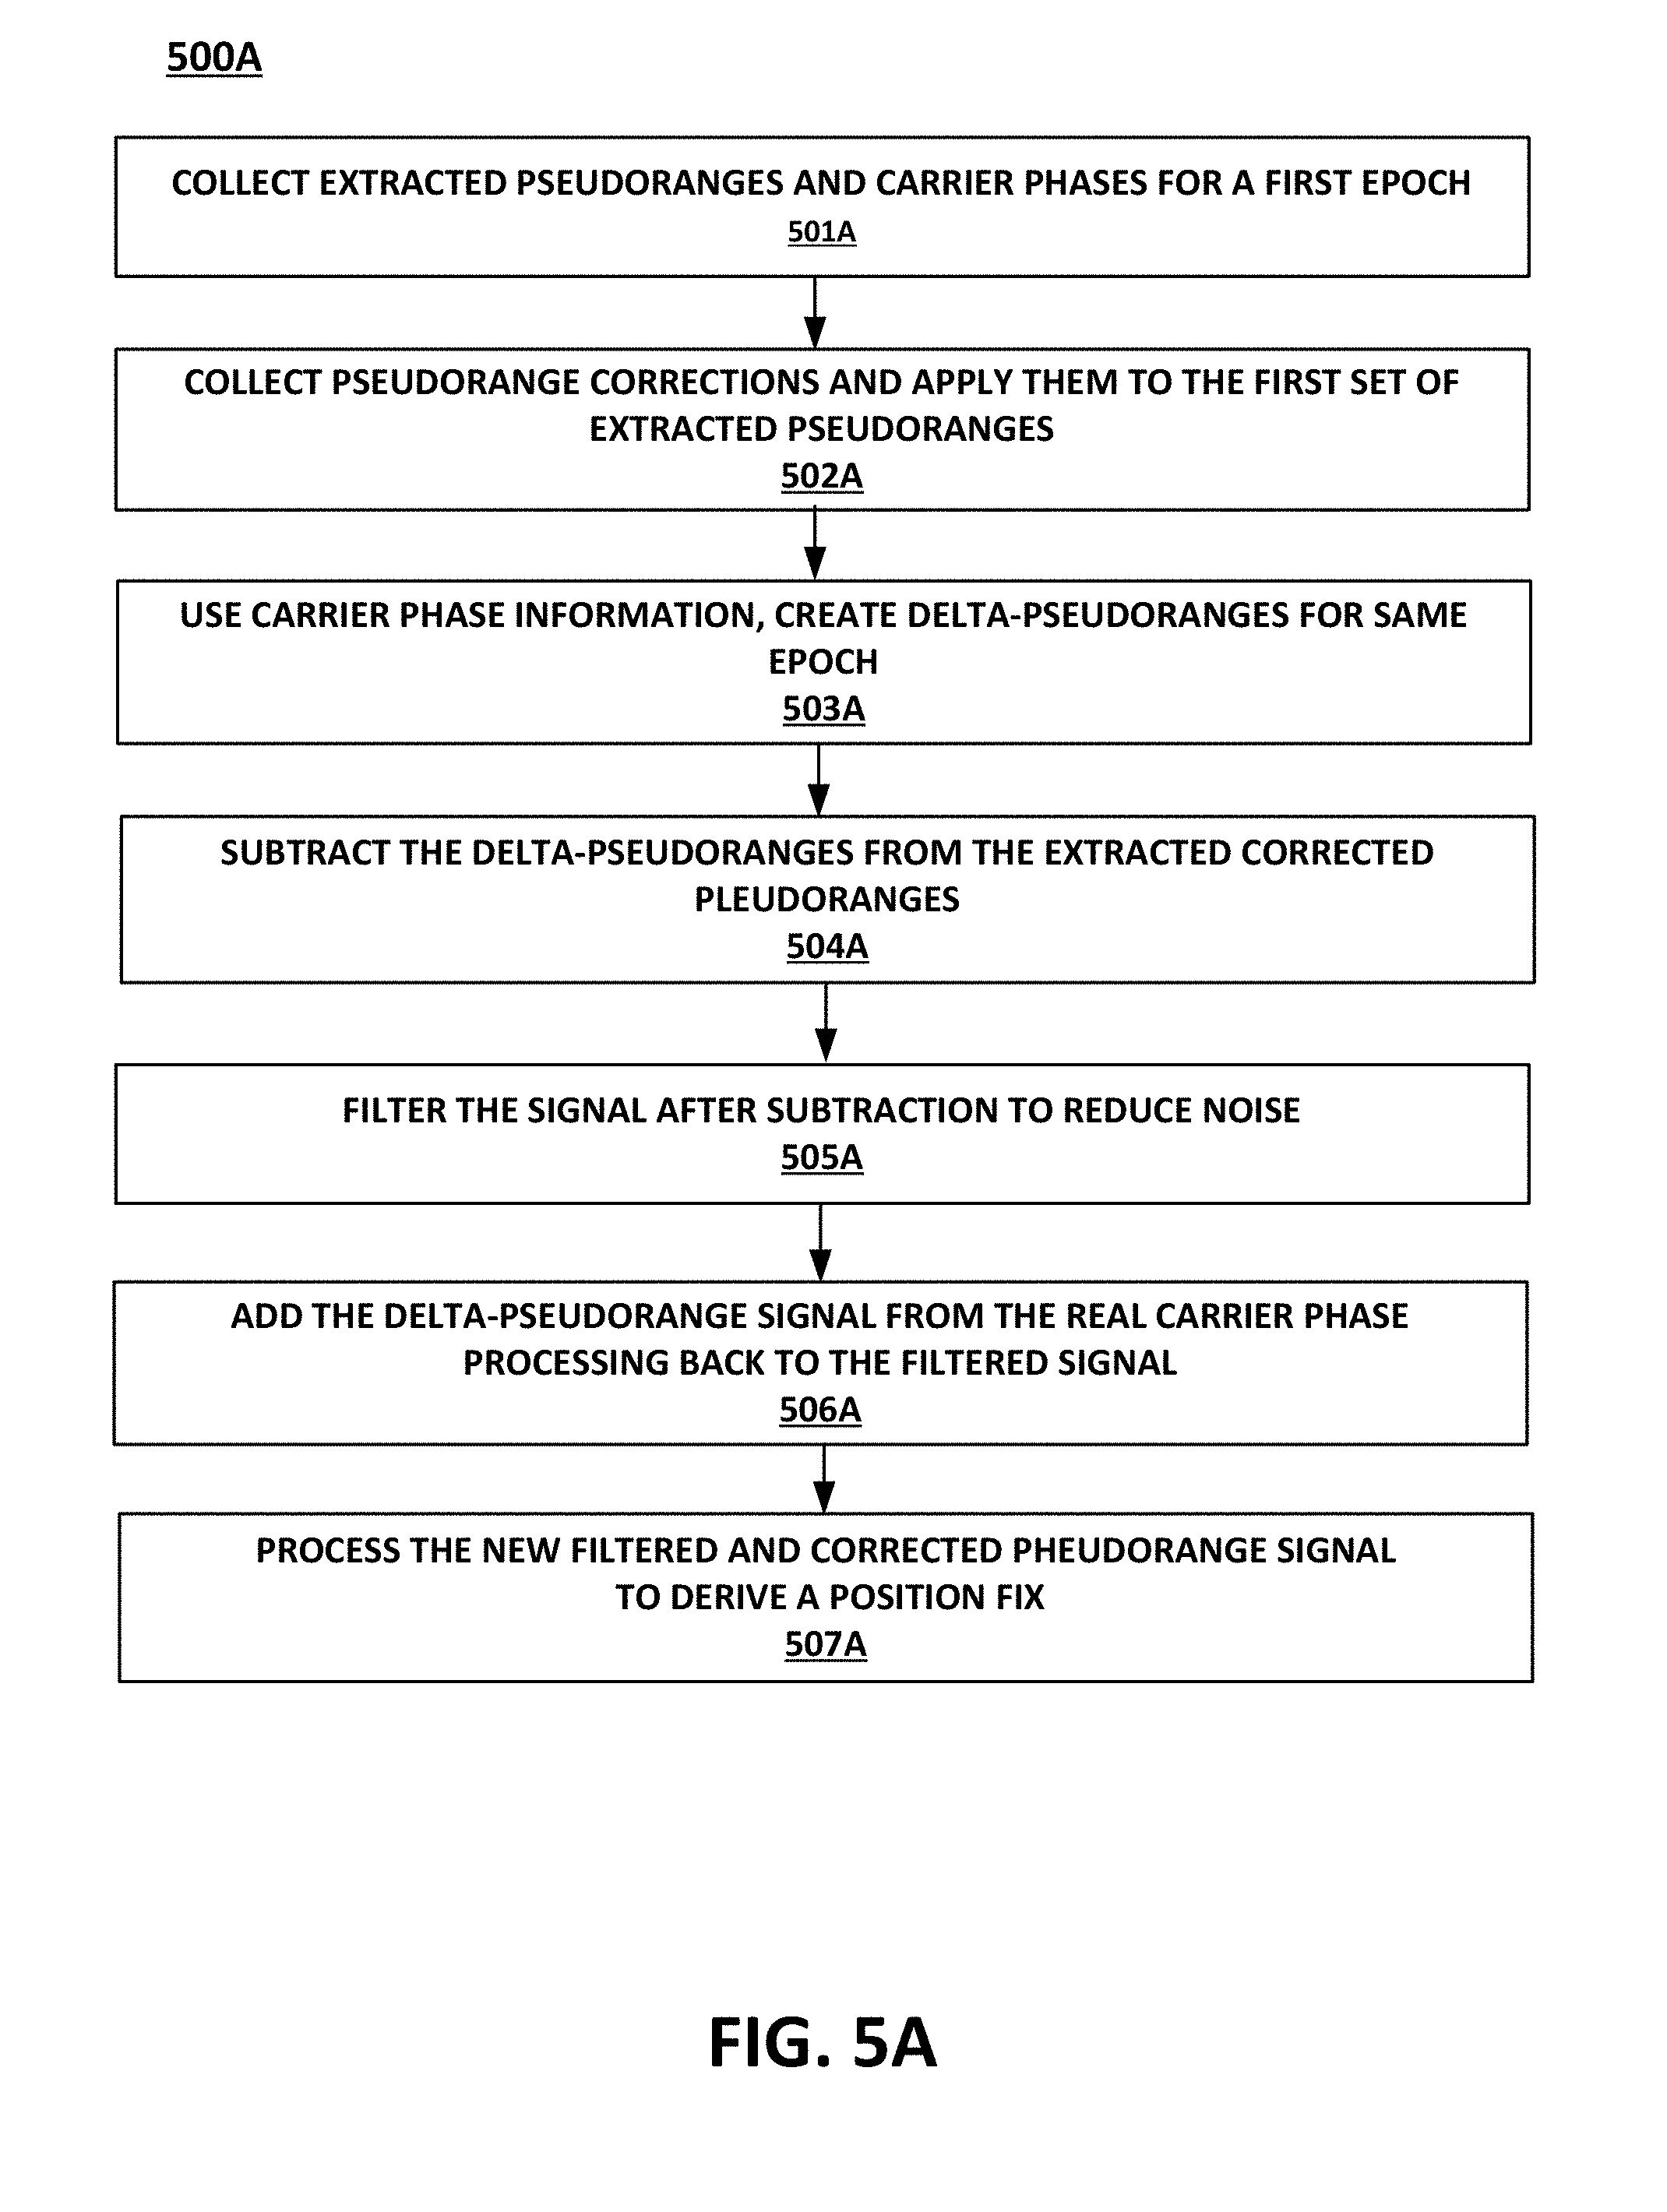 500A
COLLECT EXTRACTED PSEUDORANGES AND CARRIER PHASES FOR A FIRST EPOCH
501A
COLLECT PSEUDORANGE CORRECTIONS AND APPLY THEM TO THE FIRST SET OF
EXTRACTED PSEUDORANGES
502A
USE CARRIER PHASE INFORMATION, CREATE DELTA-PSEUDORANGES FOR SAME
EPOCH
503A
SUBTRACT THE DELTA-PSEUDORANGES FROM THE EXTRACTED CORRECTED
PLEUDORANGES
504A
FILTER THE SIGNAL AFTER SUBTRACTION TO REDUCE NOISE
505A
ADD THE DELTA-PSEUDORANGE SIGNAL FROM THE REAL CARRIER PHASE
PROCESSING BACK TO THE FILTERED SIGNAL
506A
PROCESS THE NEW FILTERED AND CORRECTED PHEUDORANGE SIGNAL
TO DERIVE A POSITION FIX
507A
FIG. 5A